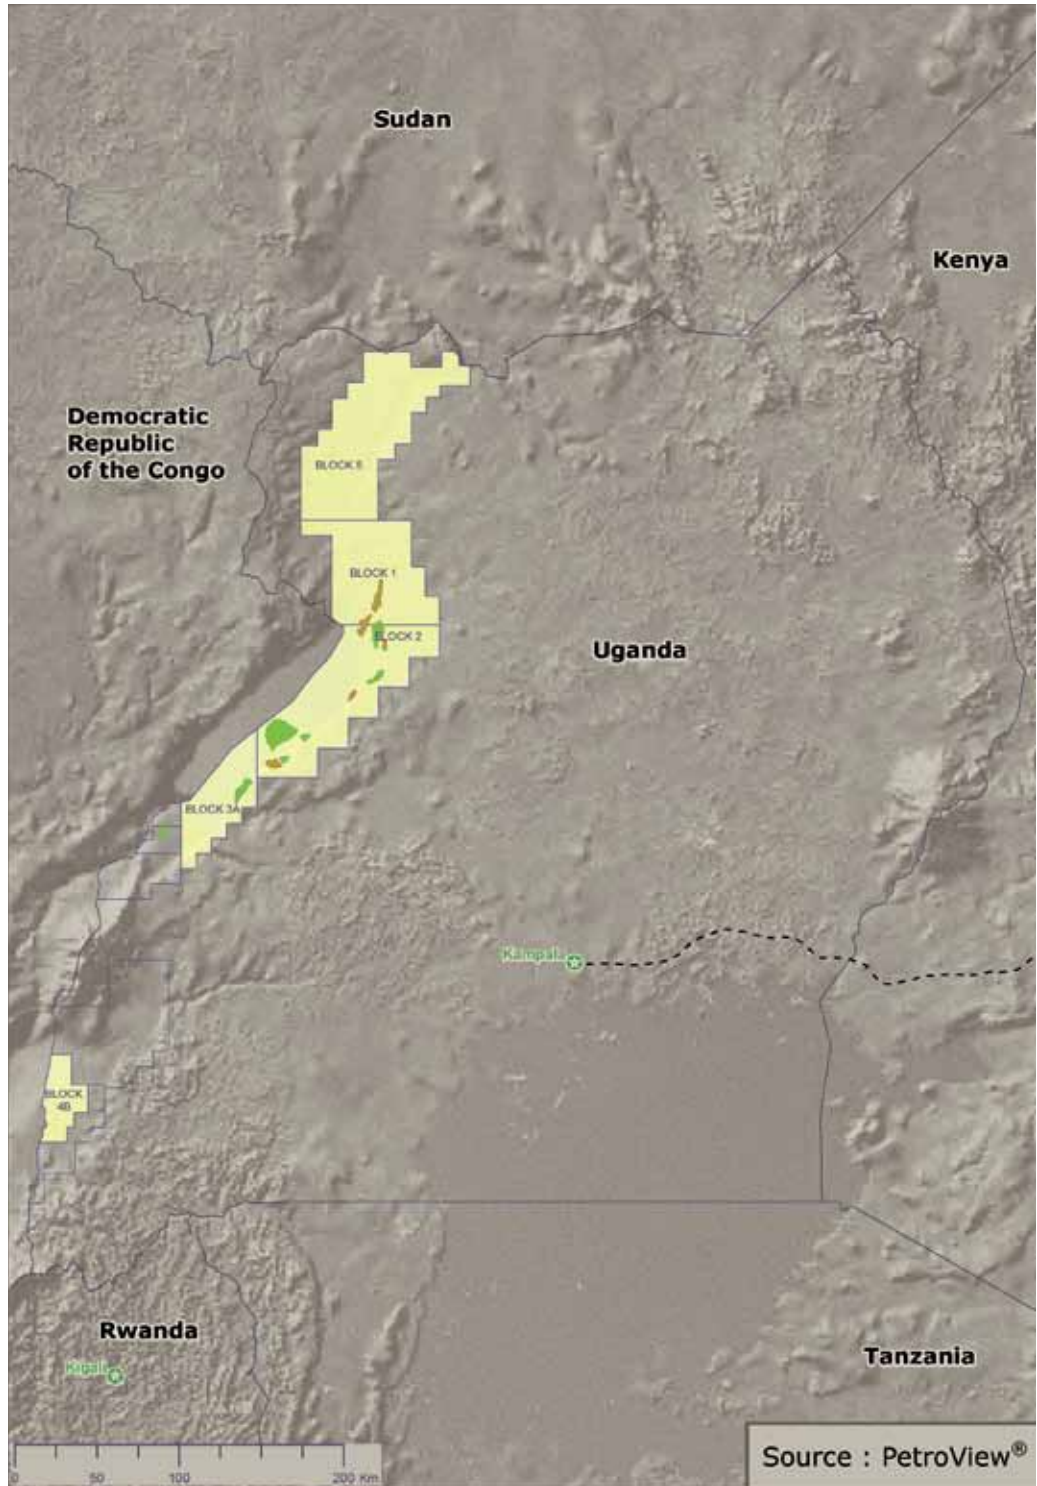 Sudan
Kenya
Democratic
Republic
of the Congo
BLOCK 5
BLOCK 1
BLOCK 2
Uganda
BLOCK 3A
Kampala
BLOCK
4B
Rwanda
Kigali
Tanzania
0 50 100 200 Km
Source : PetroView®